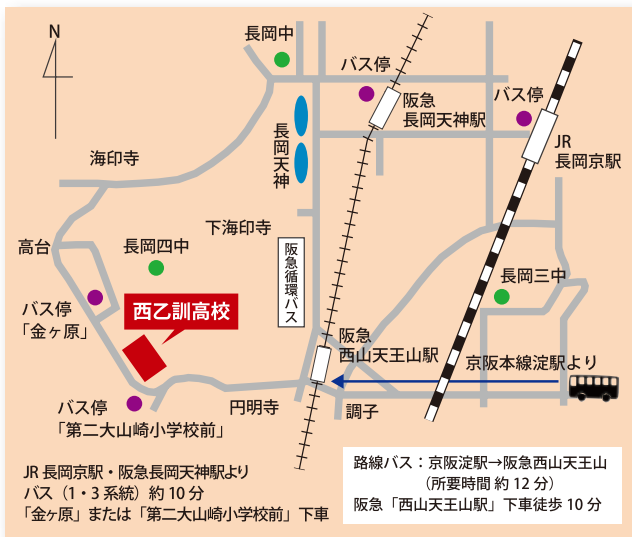 N
長岡中
バス停
阪急
長岡天神駅
バス停
JR
長岡京駅
長岡天神
海印寺
下海印寺
高台
長岡四中
阪急循環バス
長岡三中
バス停
「金ヶ原」
西乙訓高校
阪急
西山天王山駅
京阪本線淀駅より
円明寺
調子
バス停
「第二大山崎小学校前」
JR 長岡京駅・阪急長岡天神駅より
バス（1・3 系統）約 10 分
「金ヶ原」または「第二大山崎小学校前」下車
路線バス：京阪淀駅→阪急西山天王山
（所要時間 約 12 分）
阪急「西山天王山駅」下車徒歩 10 分